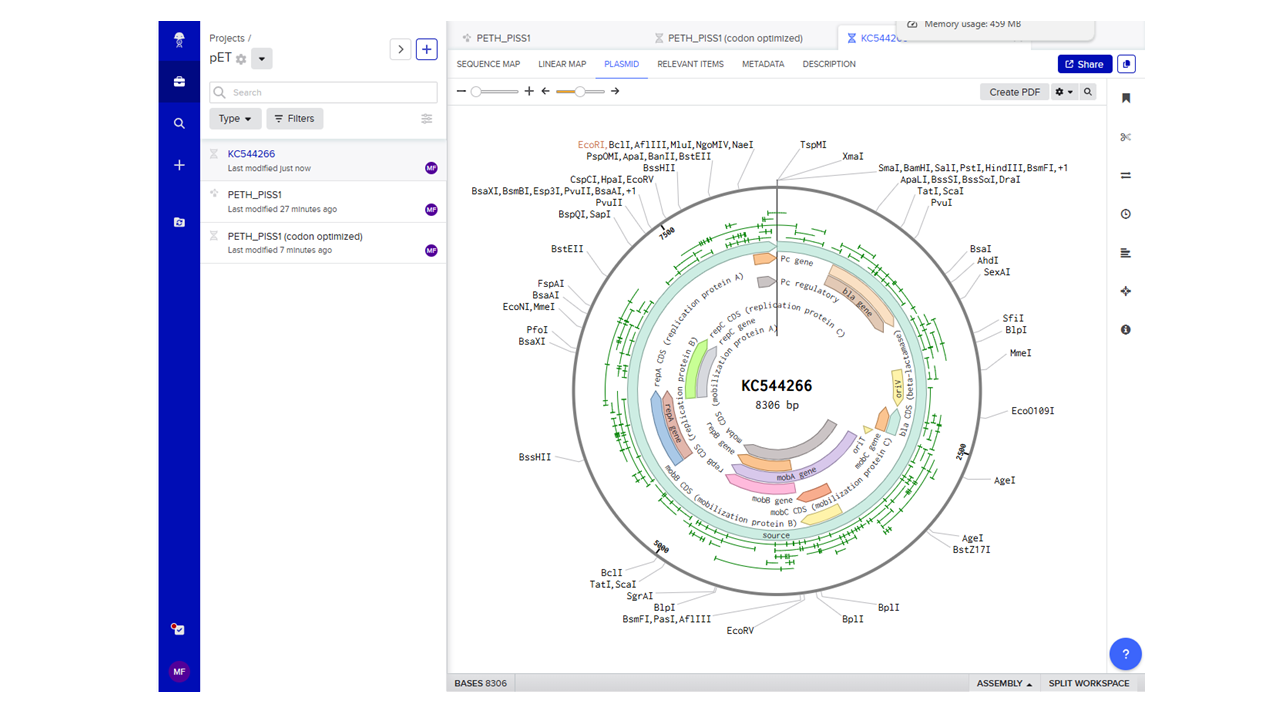 Memory usage: 459 MB
Projects /
pET
Search
Type
Filters
KC544266
Last modified just now
MF
PETH_PISS1
Last modified 27 minutes ago
MF
PETH_PISS1 (codon optimized)
Last modified 7 minutes ago
MF
MF
PETH_PISS1
PETH_PISS1 (codon optimized)
SEQUENCE MAP
LINEAR MAP
PLASMID
RELEVANT ITEMS
METADATA
DESCRIPTION
Share
Create PDF
EcoRI,BclI,AflIII,MluI,NgoMIV,NaeI
PspOMI,ApaI,BanII,BstEII
BssHII
CspCI,HpaI,EcoRV
BsaXI,BsmBI,Esp3I,PvuII,BsaAI,+1
PvuII
BspQI,SapI
BstEII
FspAI
BsaAI
EcoNI,MmeI
PfoI
BsaXI
BssHII
BclI
TatI,ScaI
SgrAI
BlpI
BsmFI,PasI,AflIII
EcoRV
TspMI
XmaI
SmaI,BamHI,SalI,PstI,HindIII,BsmFI,+1
ApaLI,BssSI,BssSαI,DraI
TatI,ScaI
PvuI
BsaI
AhdI
SexAI
SfiI
BlpI
MmeI
EcoO109I
AgeI
AgeI
BstZ17I
BplI
BplI
7500
2500
5000
Pc gene
Pc regulatory
bla gene
bla CDS (beta-lactamase)
oriV
oriT
mobC gene
mobC CDS (mobilization protein C)
mobA gene
mobA CDS (mobilization protein A)
mobB gene
mobB CDS (mobilization protein B)
repB gene
repB CDS (replication protein B)
repA gene
repA CDS (replication protein A)
repC gene
repC CDS (replication protein C)
source
KC544266
8306 bp
BASES 8306
ASSEMBLY
SPLIT WORKSPACE
?